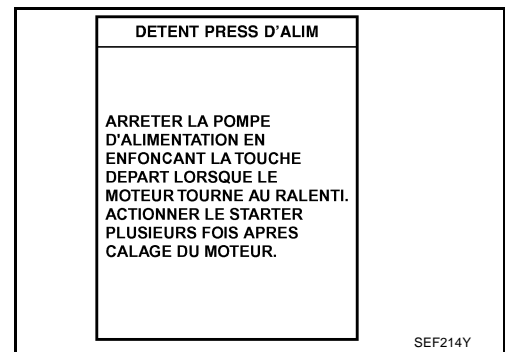 DETENT PRESS D'ALIM
ARRETER LA POMPE
D'ALIMENTATION EN
ENFONCANT LA TOUCHE
DEPART LORSQUE LE
MOTEUR TOURNE AU RALENTI.
ACTIONNER LE STARTER
PLUSIEURS FOIS APRES
CALAGE DU MOTEUR.
SEF214Y